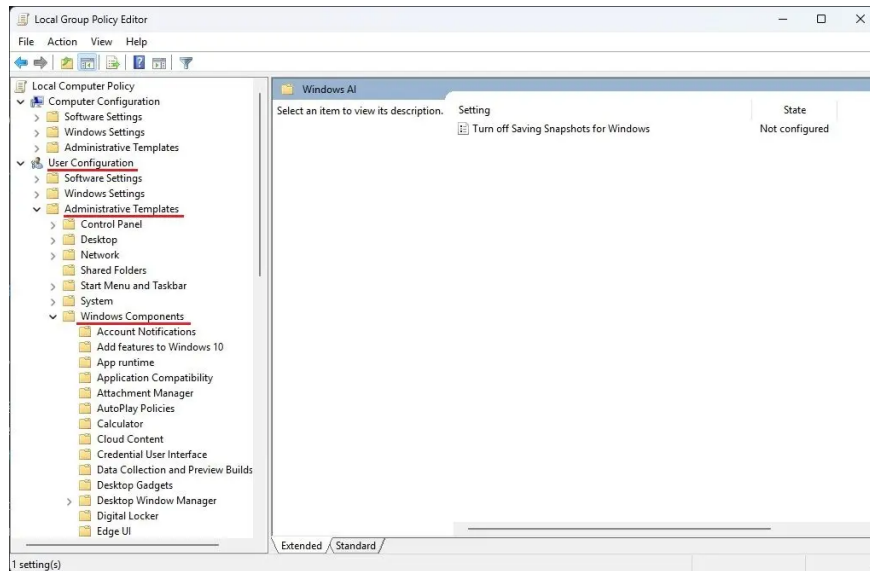 Local Group Policy Editor
File Action View Help
Local Computer Policy
Computer Configuration
Software Settings
Windows Settings
Administrative Templates
User Configuration
Software Settings
Windows Settings
Administrative Templates
Control Panel
Desktop
Network
Shared Folders
Start Menu and Taskbar
System
Windows Components
Account Notifications
Add features to Windows 10
App runtime
Application Compatibility
Attachment Manager
AutoPlay Policies
Calculator
Cloud Content
Credential User Interface
Data Collection and Preview Builds
Desktop Gadgets
Desktop Window Manager
Digital Locker
Edge UI
Windows AI
Select an item to view its description.
Setting State
Turn off Saving Snapshots for Windows Not configured
Extended Standard
1 setting(s)